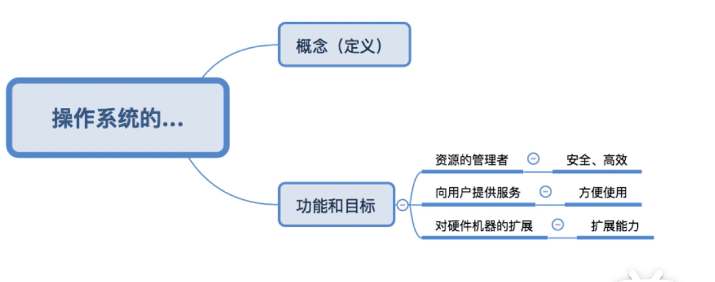 概念（定义）
操作系统的...
资源的管理者 安全、高效
向用户提供服务 方便使用
功能和目标
对硬件机器的扩展 扩展能力